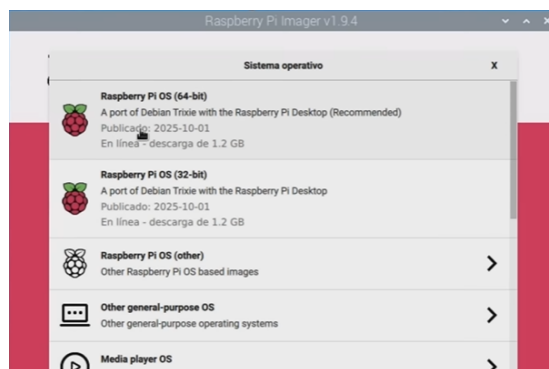 Raspberry Pi Imager v1.9.4
Sistema operativo
X
Raspberry Pi OS (64-bit)
A port of Debian Trixie with the Raspberry Pi Desktop (Recommended)
Publicado: 2025-10-01
En línea - descarga de 1.2 GB
Raspberry Pi OS (32-bit)
A port of Debian Trixie with the Raspberry Pi Desktop
Publicado: 2025-10-01
En línea - descarga de 1.2 GB
Raspberry Pi OS (other)
Other Raspberry Pi OS based images
Other general-purpose OS
Other general-purpose operating systems
Media player OS